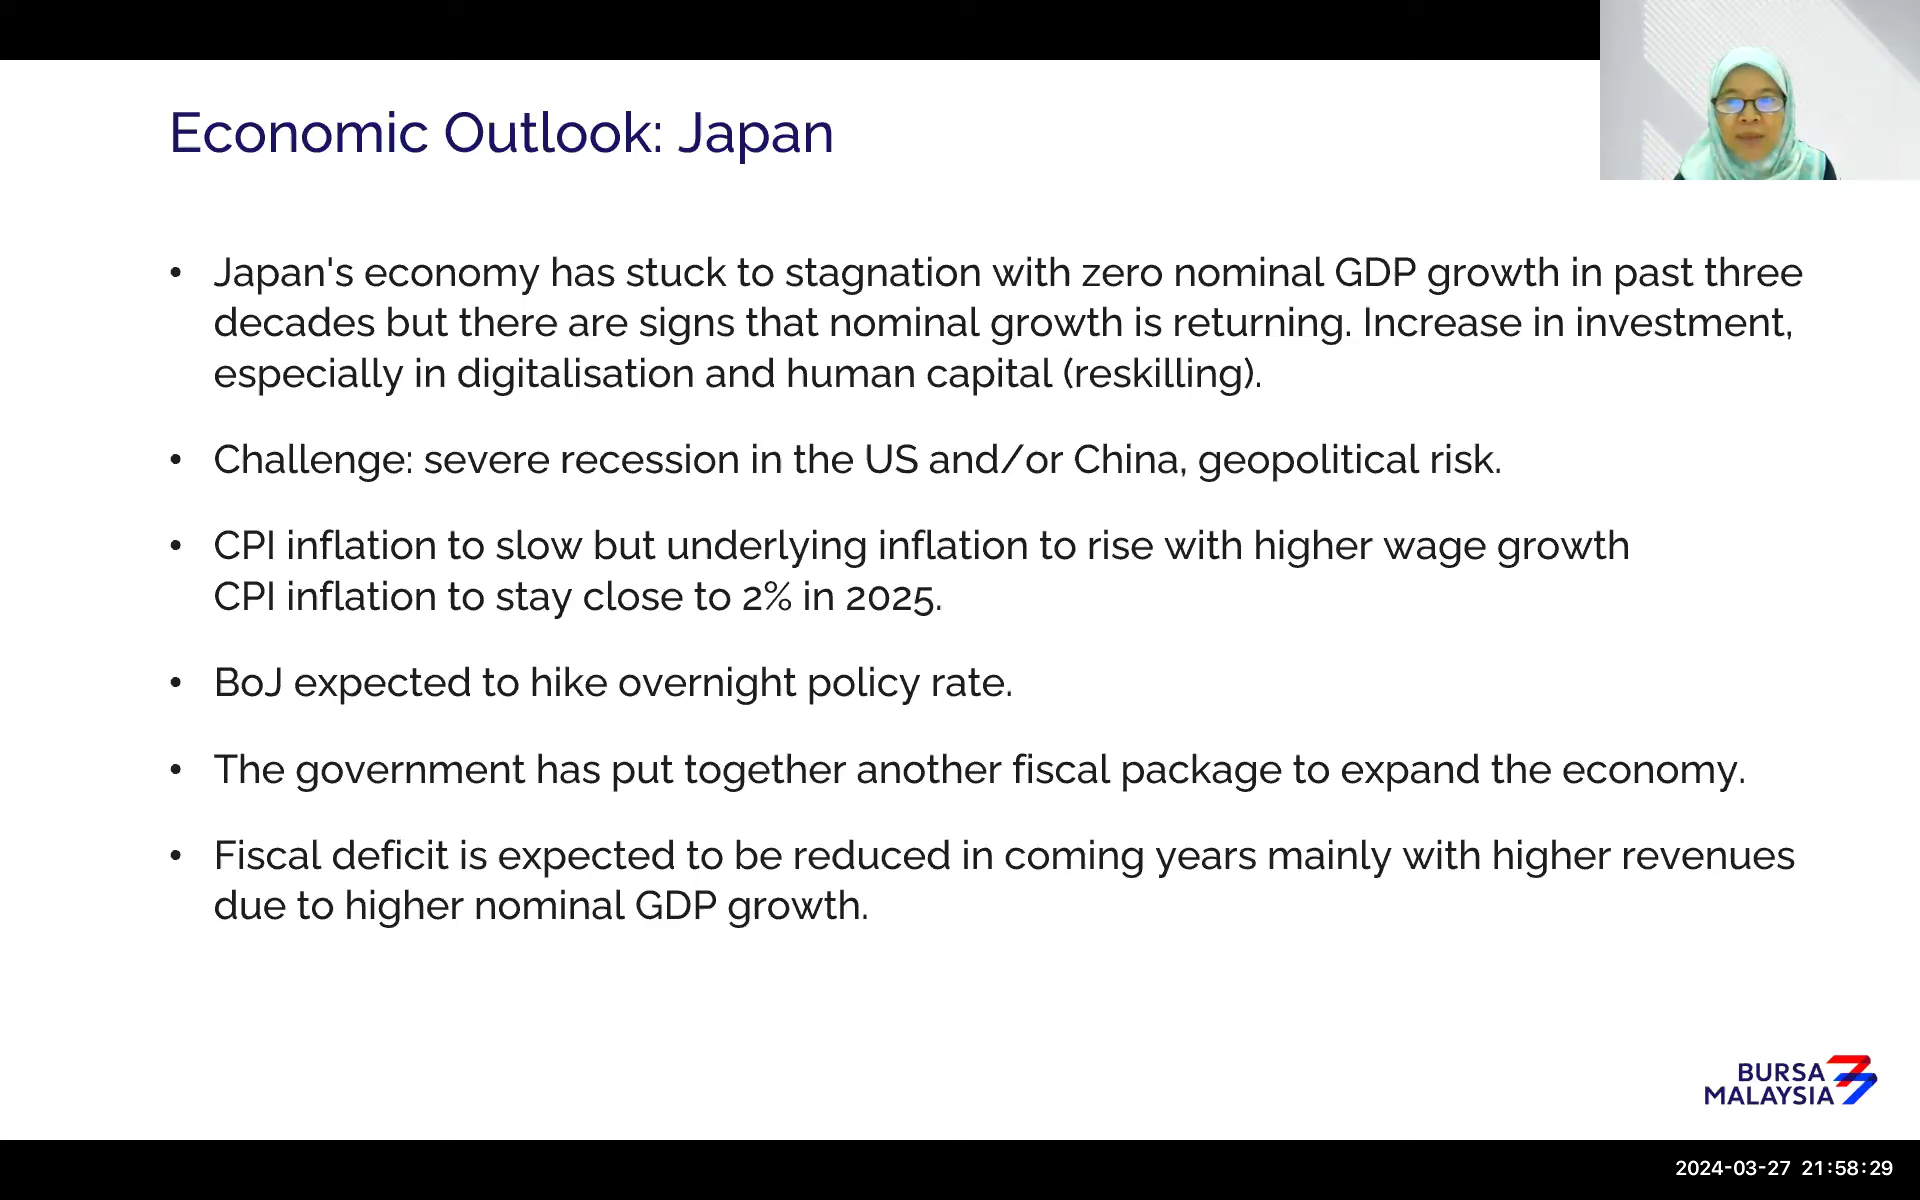 Economic Outlook: Japan
• Japan's economy has stuck to stagnation with zero nominal GDP growth in past three
decades but there are signs that nominal growth is returning. Increase in investment,
especially in digitalisation and human capital (reskilling).
• Challenge: severe recession in the US and/or China, geopolitical risk.
• CPI inflation to slow but underlying inflation to rise with higher wage growth
CPI inflation to stay close to 2% in 2025.
• BoJ expected to hike overnight policy rate.
• The government has put together another fiscal package to expand the economy.
• Fiscal deficit is expected to be reduced in coming years mainly with higher revenues
due to higher nominal GDP growth.
BURSA
MALAYSIA
2024-03-27 21:58:29